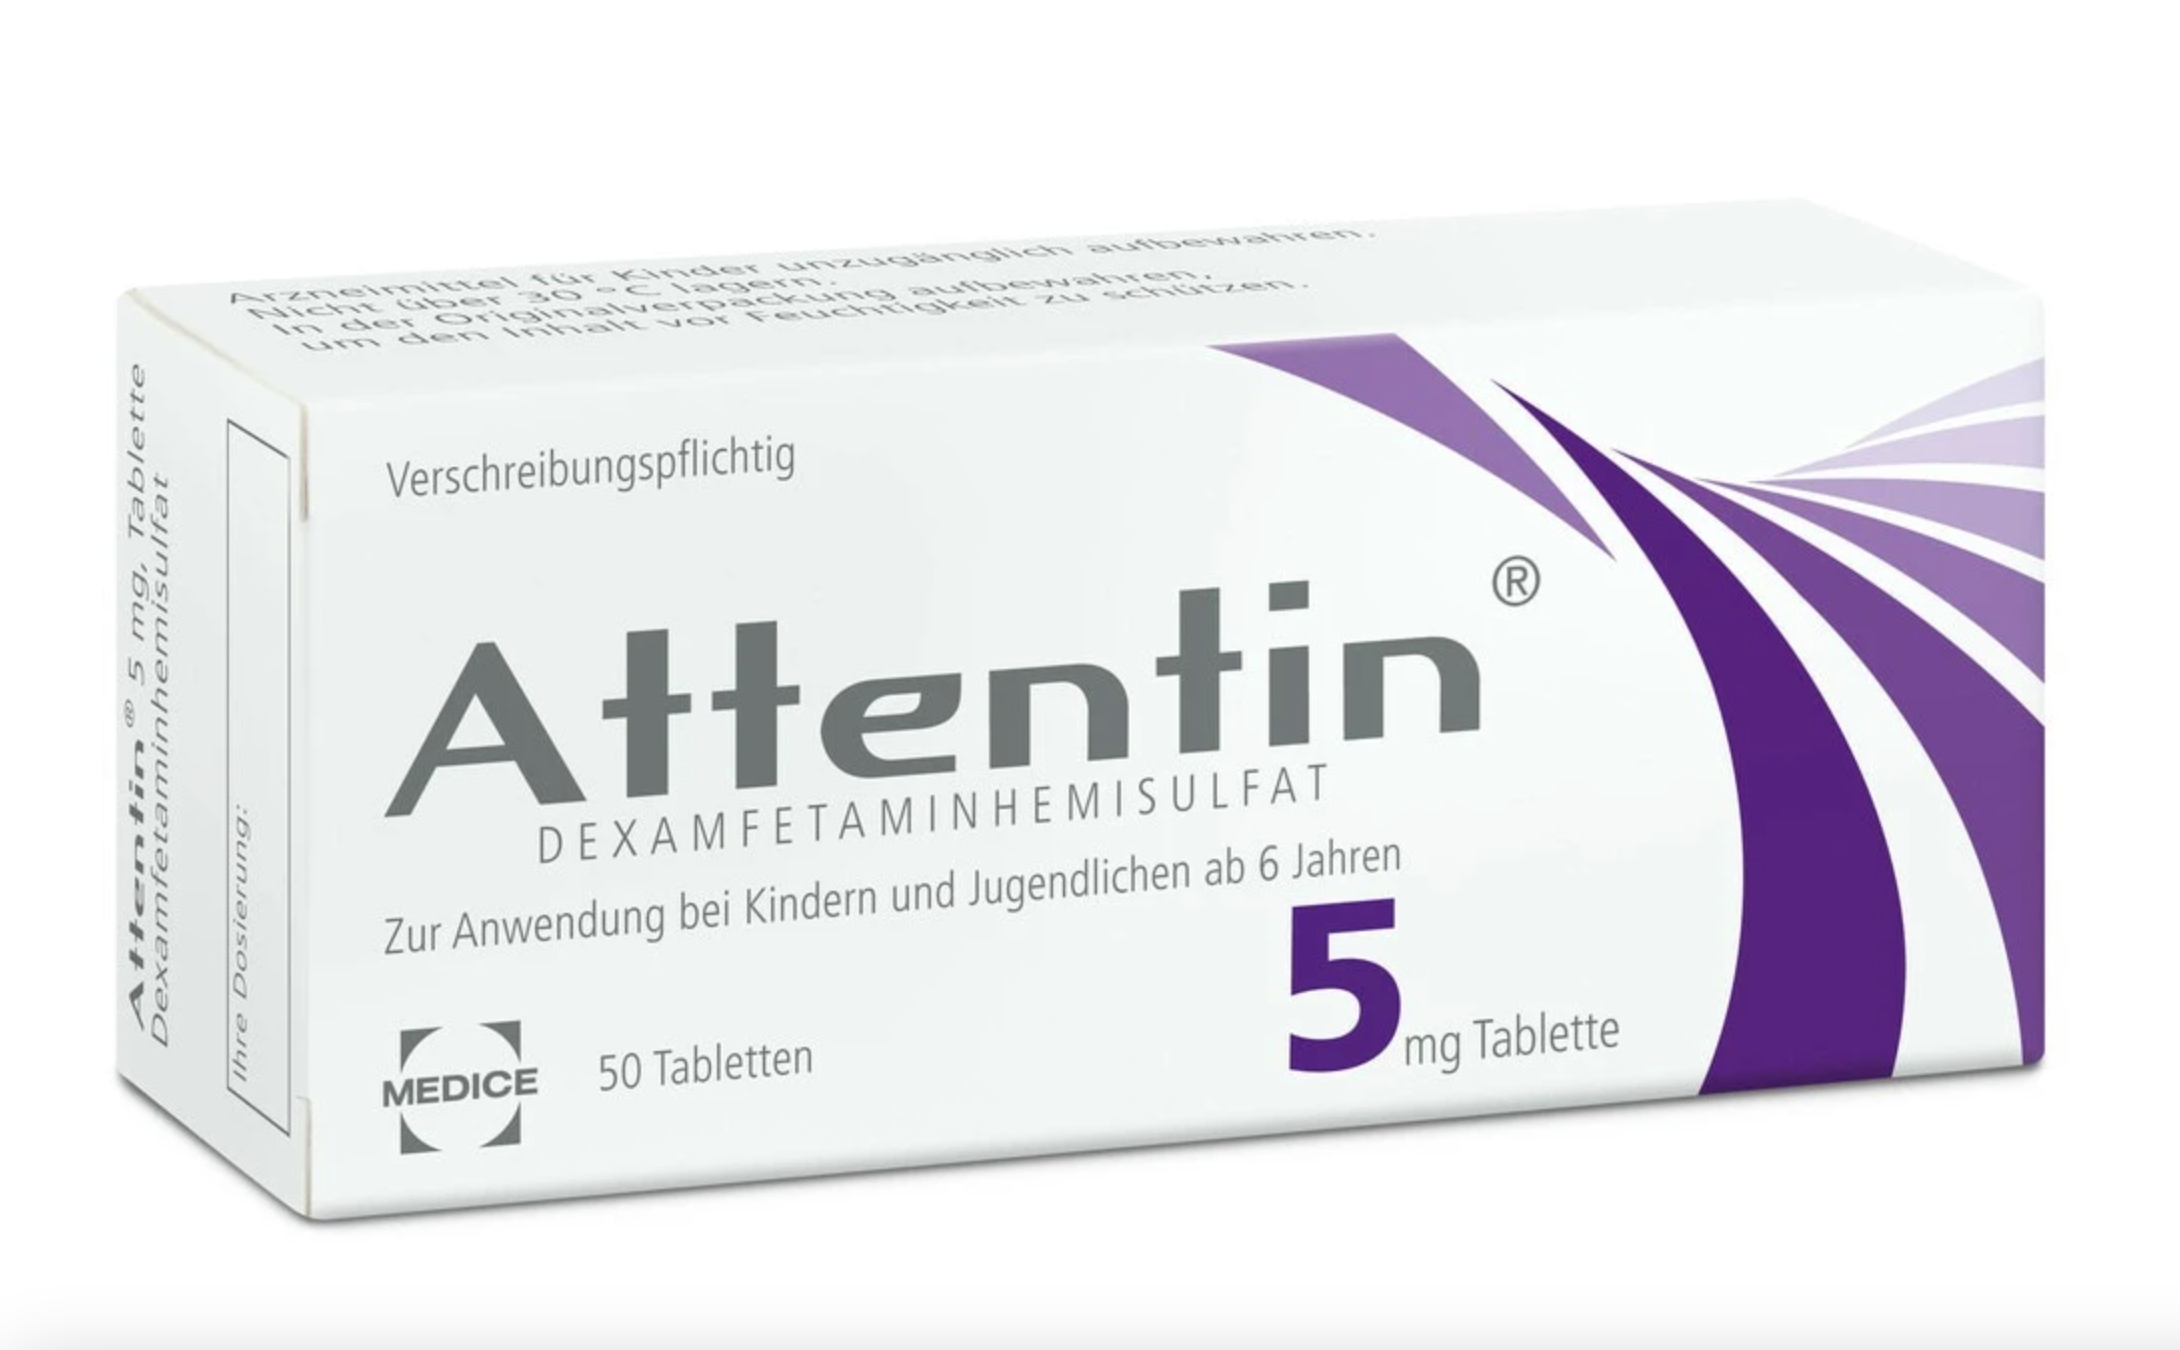 Arzneimittel für Kinder unzugänglich aufbewahren.
Nicht über 30 °C lagern.
In der Originalverpackung aufbewahren,
um den Inhalt vor Feuchtigkeit zu schützen.
Attentin® 5 mg, Tablette
Dexamfetaminhemisulfat
Ihre Dosierung:
Verschreibungspflichtig
Attentin®
DEXAMFETAMINHEMISULFAT
Zur Anwendung bei Kindern und Jugendlichen ab 6 Jahren
5 mg Tablette
MEDICE
50 Tabletten